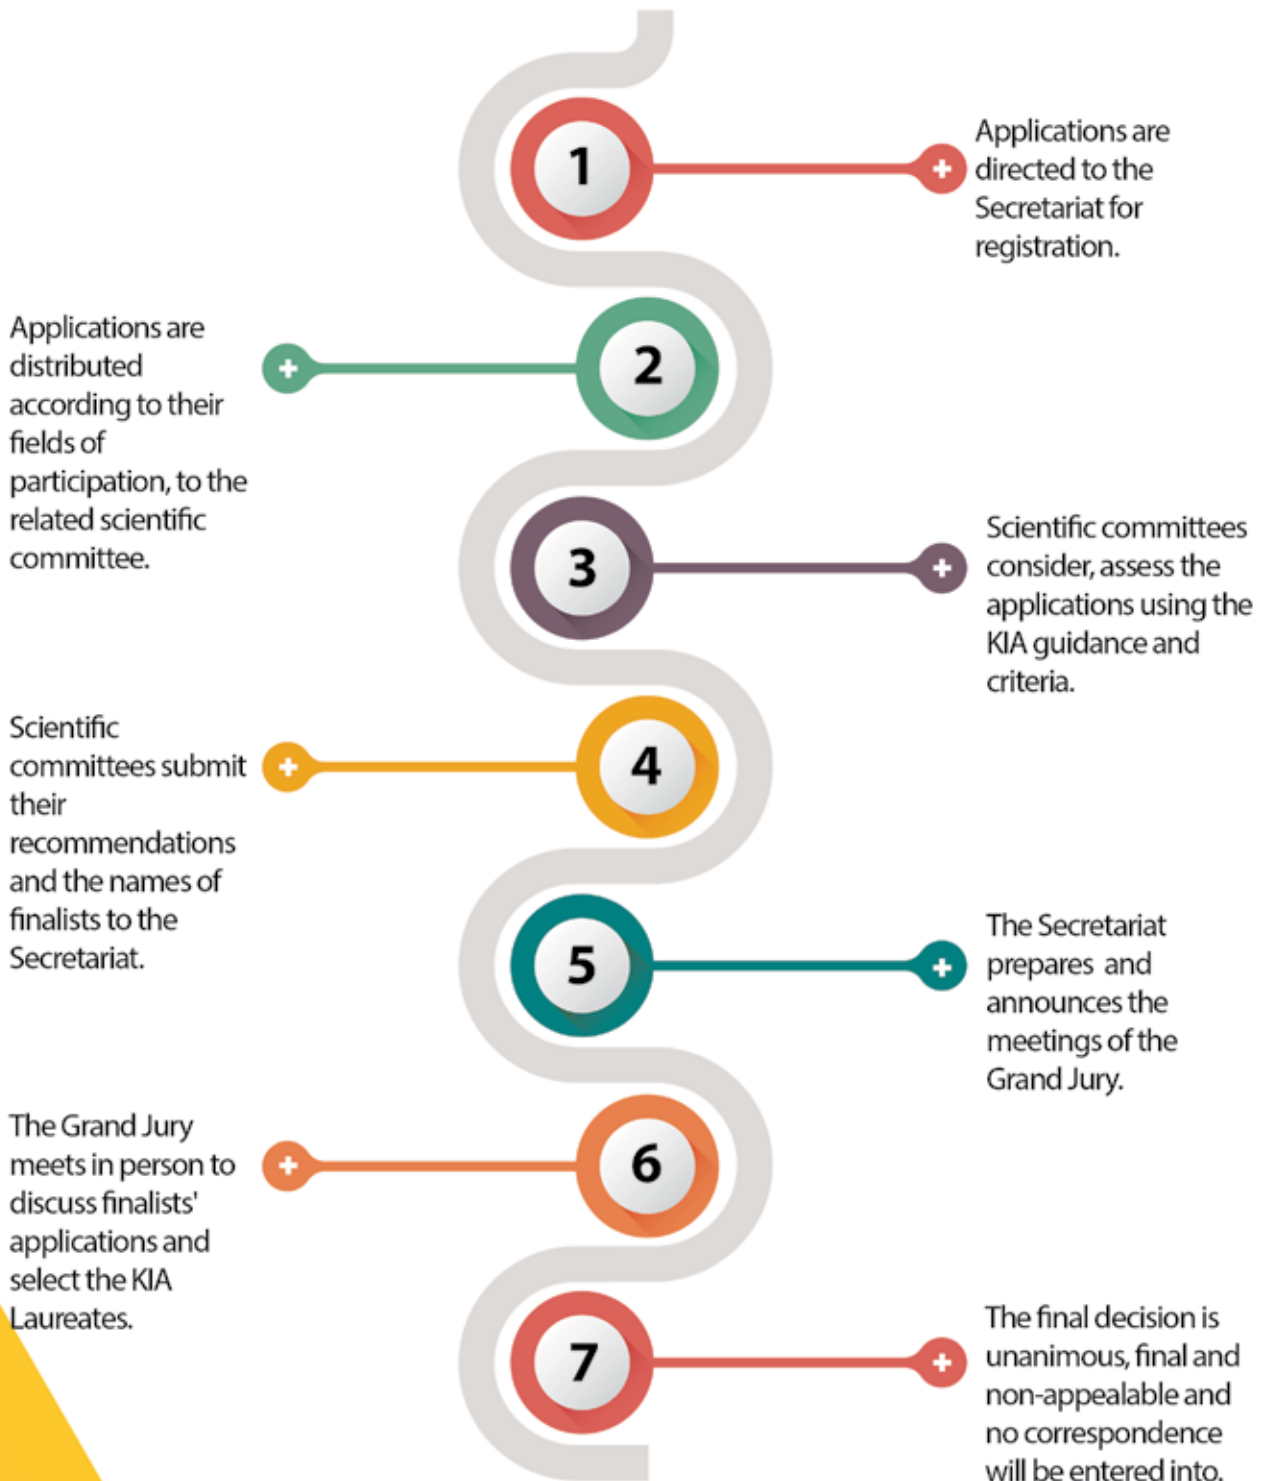 1
Applications are
directed to the
Secretariat for
registration.
2
Applications are
distributed
according to their
fields of
participation, to the
related scientific
committee.
3
Scientific committees
consider, assess the
applications using the
KIA guidance and
criteria.
4
Scientific
committees submit
their
recommendations
and the names of
finalists to the
Secretariat.
5
The Secretariat
prepares and
announces the
meetings of the
Grand Jury.
6
The Grand Jury
meets in person to
discuss finalists'
applications and
select the KIA
Laureates.
7
The final decision is
unanimous, final and
non-appealable and
no correspondence
will be entered into.